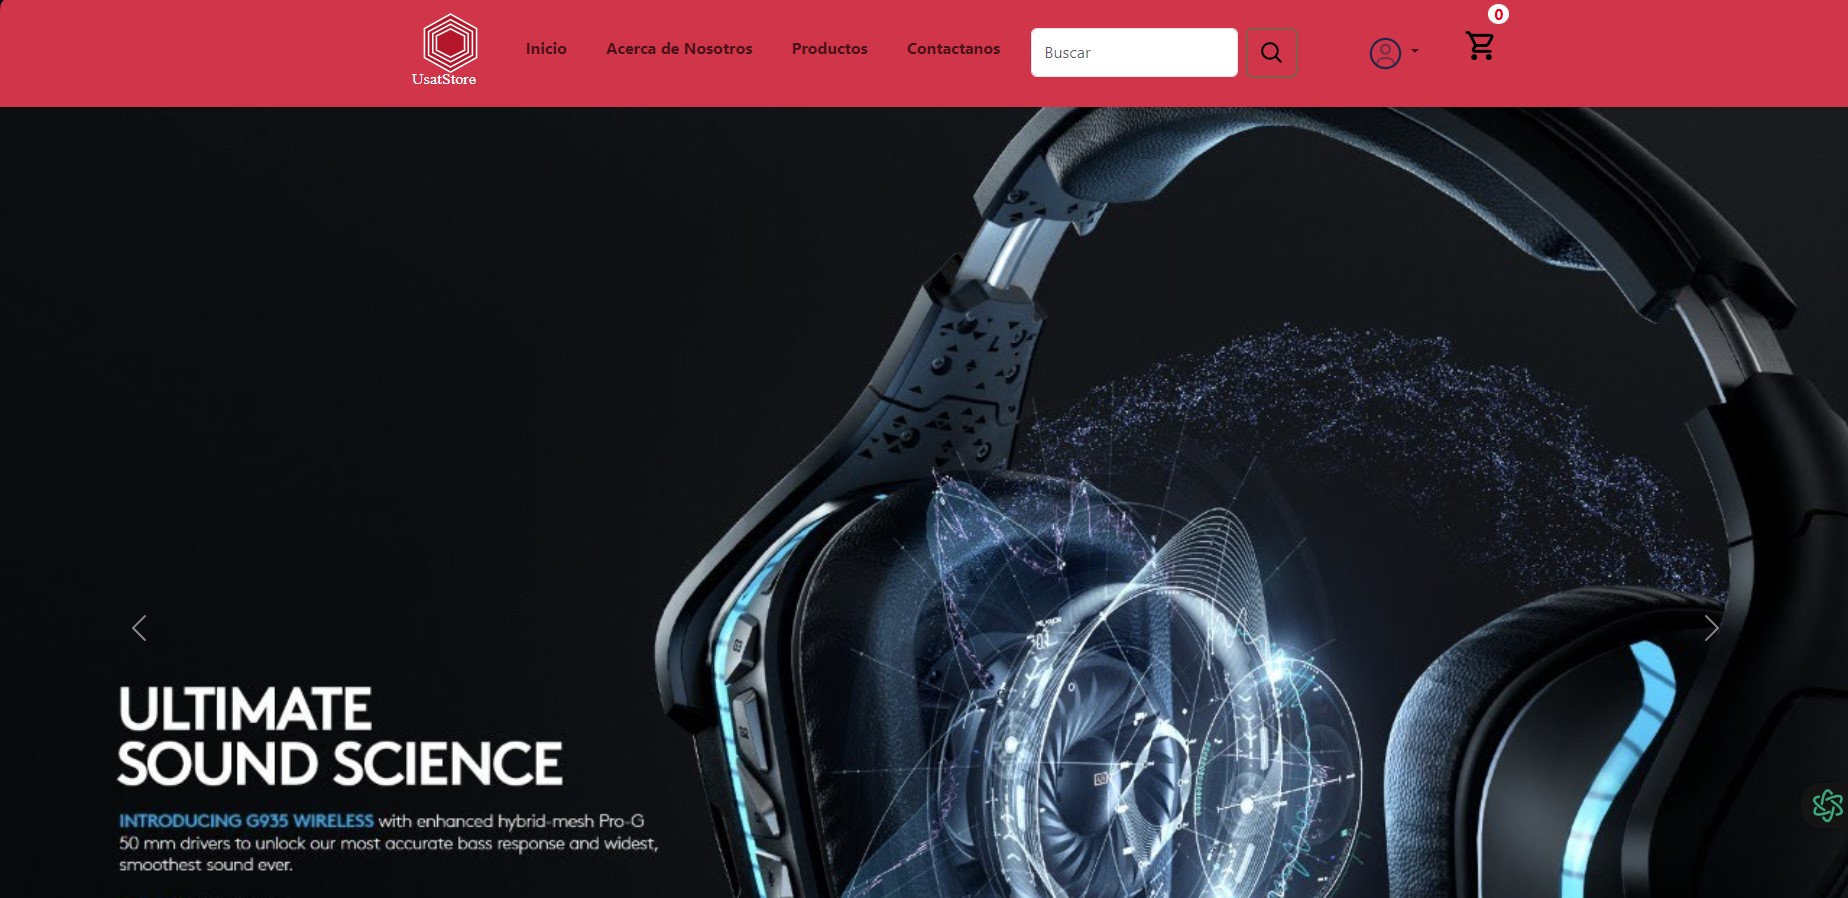 0
UsatStore
Inicio
Acerca de Nosotros
Productos
Contactanos
Buscar
ULTIMATE
SOUND SCIENCE
INTRODUCING G935 WIRELESS with enhanced hybrid-mesh Pro-G
50 mm drivers to unlock our most accurate bass response and widest,
smoothest sound ever.